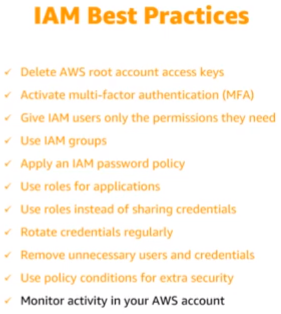 IAM Best Practices
✓ Delete AWS root account access keys
✓ Activate multi-factor authentication (MFA)
✓ Give IAM users only the permissions they need
✓ Use IAM groups
✓ Apply an IAM password policy
✓ Use roles for applications
✓ Use roles instead of sharing credentials
✓ Rotate credentials regularly
✓ Remove unnecessary users and credentials
✓ Use policy conditions for extra security
✓ Monitor activity in your AWS account